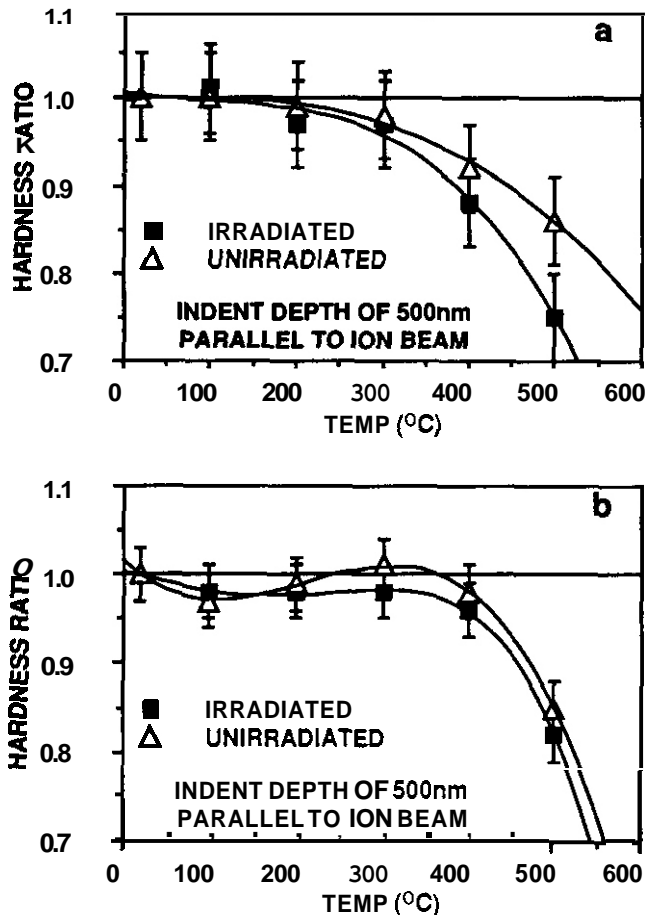 a
1.1
1.0
0.9
0.8
0.7
HARDNESS RATIO
IRRADIATED
UNIRRADIATED
INDENT DEPTH OF 500nm
PARALLEL TO ION BEAM
0 100 200 300 400 500 600
TEMP (°C)
b
1.1
1.0
0.9
0.8
0.7
HARDNESS RATIO
IRRADIATED
UNIRRADIATED
INDENT DEPTH OF 500nm
PARALLEL TO ION BEAM
0 100 200 300 400 500 600
TEMP (°C)